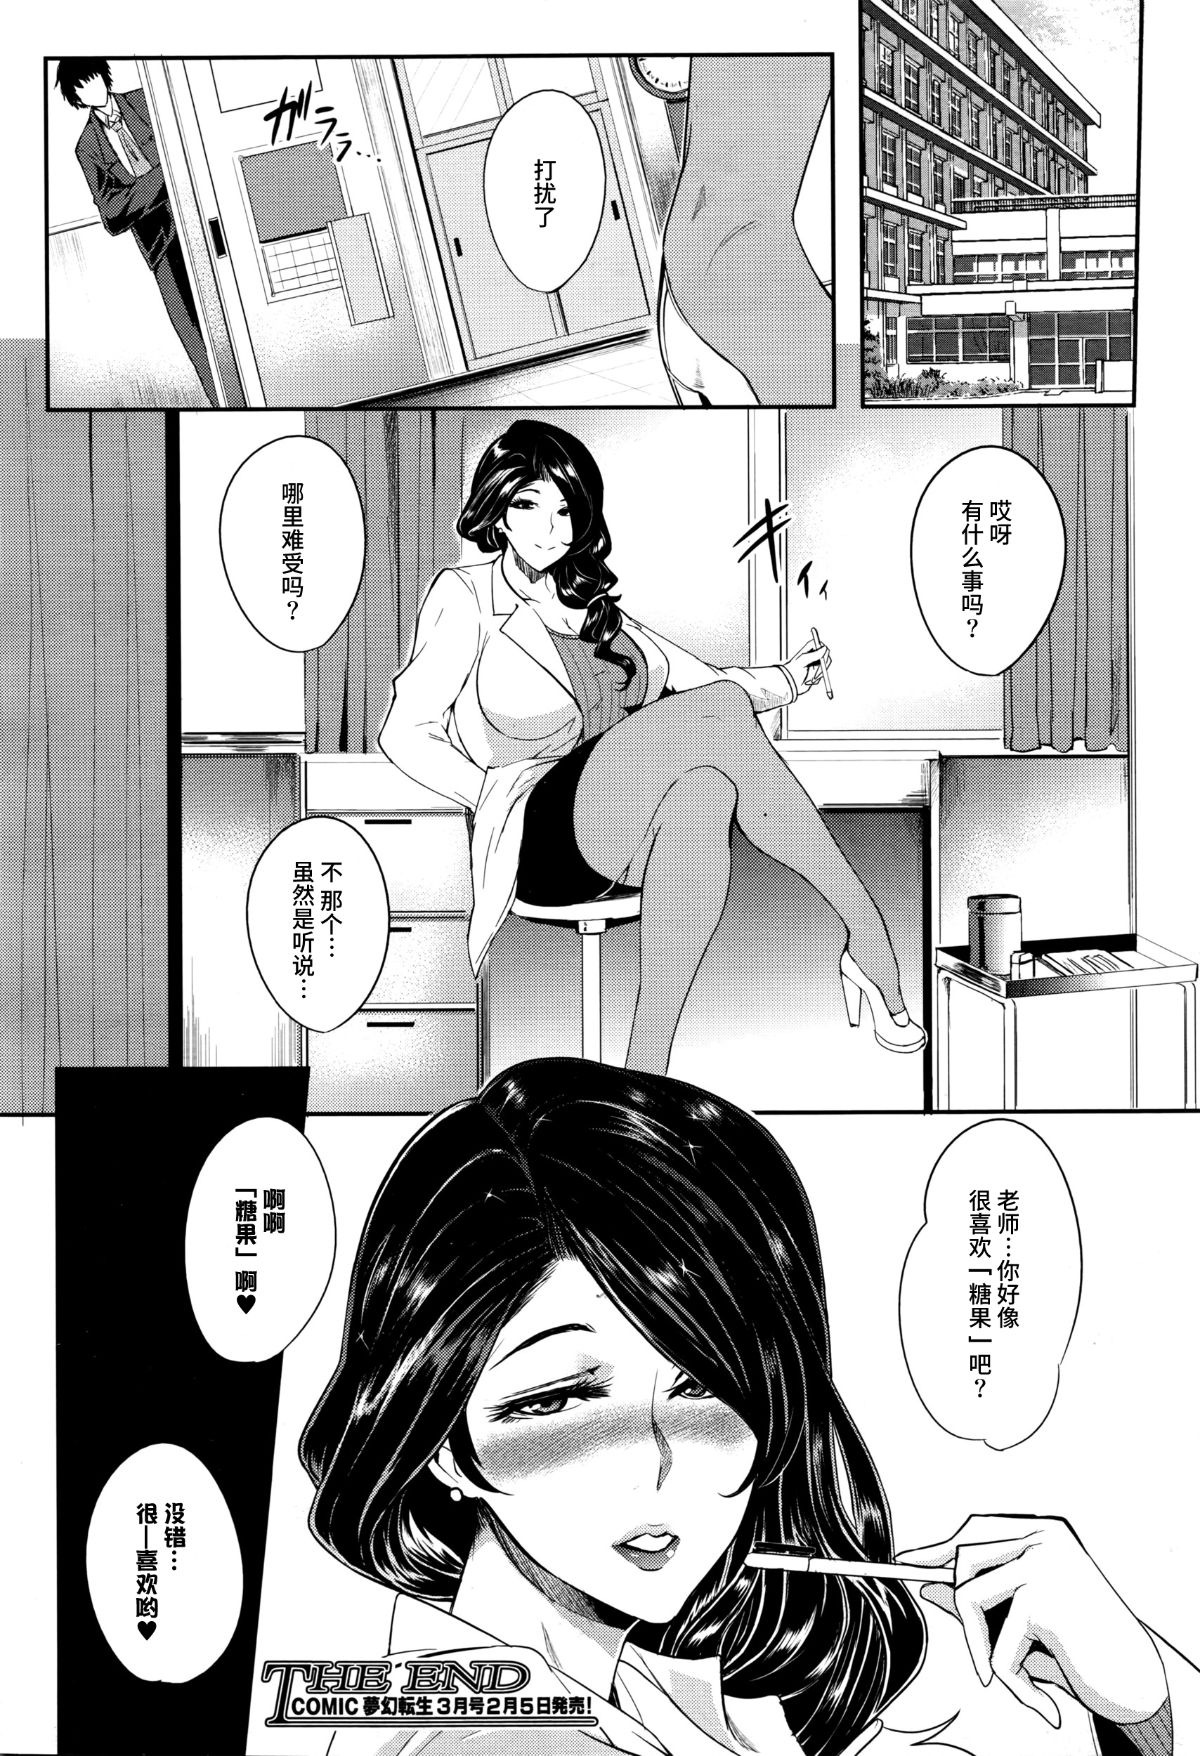 打扰了
ガララ…
哎呀
有什么事吗？
ギィィ
哪里难受吗？
不 那个…
虽然是听说…
老师…你好像
很喜欢「糖果」吧？
啊啊
「糖果」啊♥
没错…
很—喜欢哟♥
THE END
COMIC 夢幻転生3月号2月5日発売！